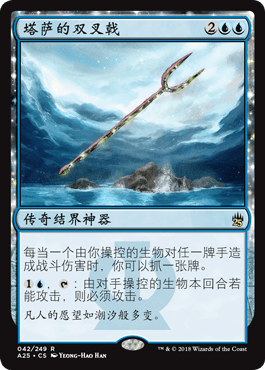 塔萨的双叉戟 2
传奇结界神器
每当一个由你操控的生物对任一牌手造
成战斗伤害时,你可以抓一张牌。
1 , :由对手操控的生物本回合若
能攻击,则必须攻击。
凡人的愿望如潮汐般多变。
042/249 R
A25 • CS Yeong-Hao Han
™ & © 2018 Wizards of the Coast